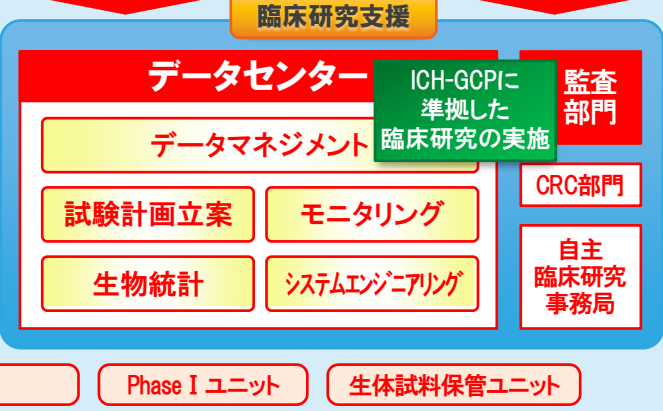 臨床研究支援
データセンター
ICH-GCPに
準拠した
臨床研究の実施
監査
部門
データマネジメント
CRC部門
試験計画立案
モニタリング
自主
臨床研究
事務局
生物統計
システムエンジニアリング
Phase I ユニット
生体試料保管ユニット